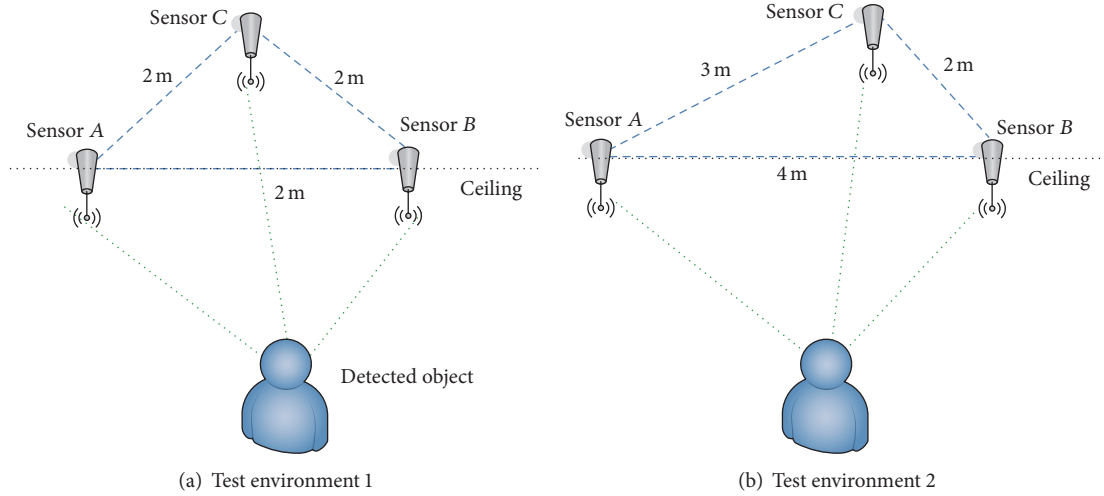 Sensor C
2 m
2 m
Sensor A
Sensor B
2 m
Ceiling
Detected object
(a) Test environment 1
Sensor C
3 m
2 m
Sensor A
Sensor B
4 m
Ceiling
(b) Test environment 2